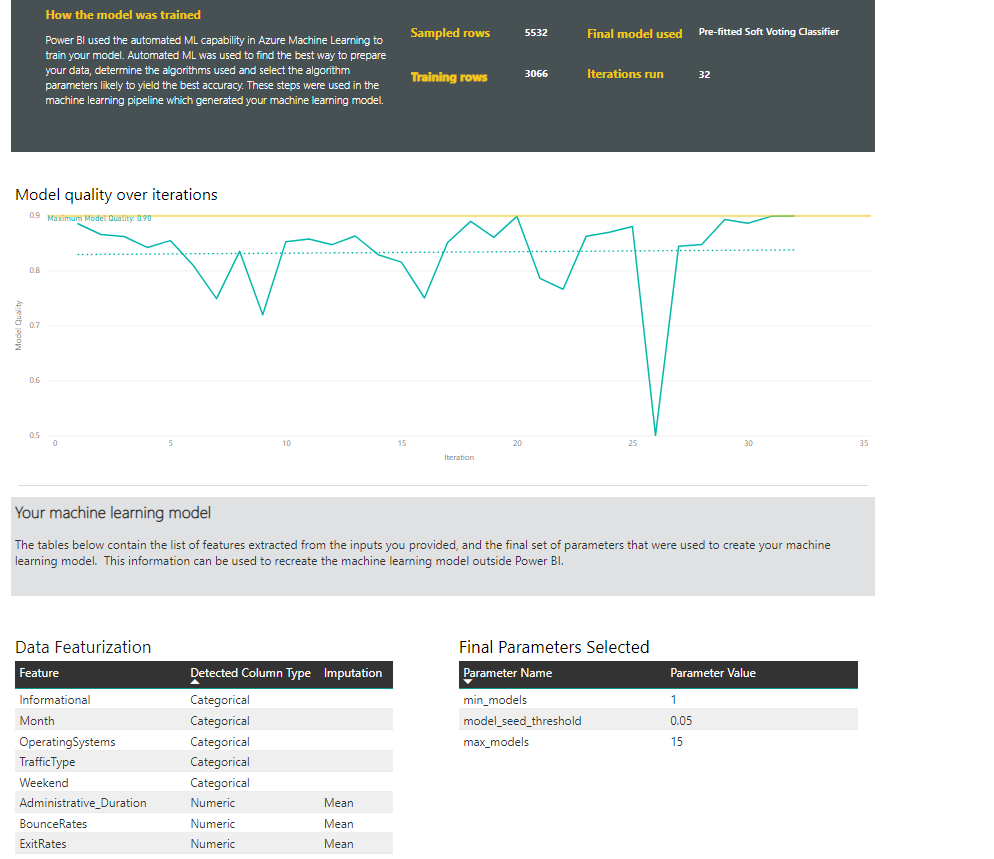 How the model was trained
Power BI used the automated ML capability in Azure Machine Learning to
train your model. Automated ML was used to find the best way to prepare
your data, determine the algorithms used and select the algorithm
parameters likely to yield the best accuracy. These steps were used in the
machine learning pipeline which generated your machine learning model.
Sampled rows 5532 Final model used Pre-fitted Soft Voting Classifier
Training rows 3066 Iterations run 32
Model quality over iterations
0.9
Maximum Model Quality: 0.90
0.8
0.7
0.6
0.5
Model Quality
0 5 10 15 20 25 30 35
Iteration
Your machine learning model
The tables below contain the list of features extracted from the inputs you provided, and the final set of parameters that were used to create your machine
learning model. This information can be used to recreate the machine learning model outside Power BI.
Data Featurization
Feature Detected Column Type Imputation
Informational Categorical
Month Categorical
OperatingSystems Categorical
TrafficType Categorical
Weekend Categorical
Administrative_Duration Numeric Mean
BounceRates Numeric Mean
ExitRates Numeric Mean
Final Parameters Selected
Parameter Name Parameter Value
min_models 1
model_seed_threshold 0.05
max_models 15